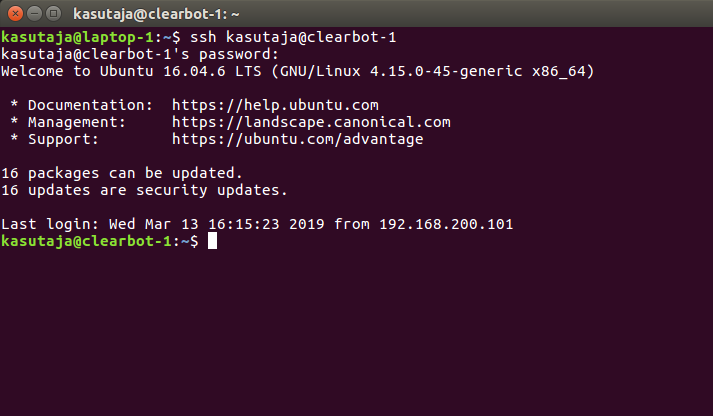 kasutaja@clearbot-1: ~
kasutaja@laptop-1:~$ ssh kasutaja@clearbot-1
kasutaja@clearbot-1's password:
Welcome to Ubuntu 16.04.6 LTS (GNU/Linux 4.15.0-45-generic x86_64)
* Documentation:  https://help.ubuntu.com
* Management:     https://landscape.canonical.com
* Support:        https://ubuntu.com/advantage
16 packages can be updated.
16 updates are security updates.
Last login: Wed Mar 13 16:15:23 2019 from 192.168.200.101
kasutaja@clearbot-1:~$